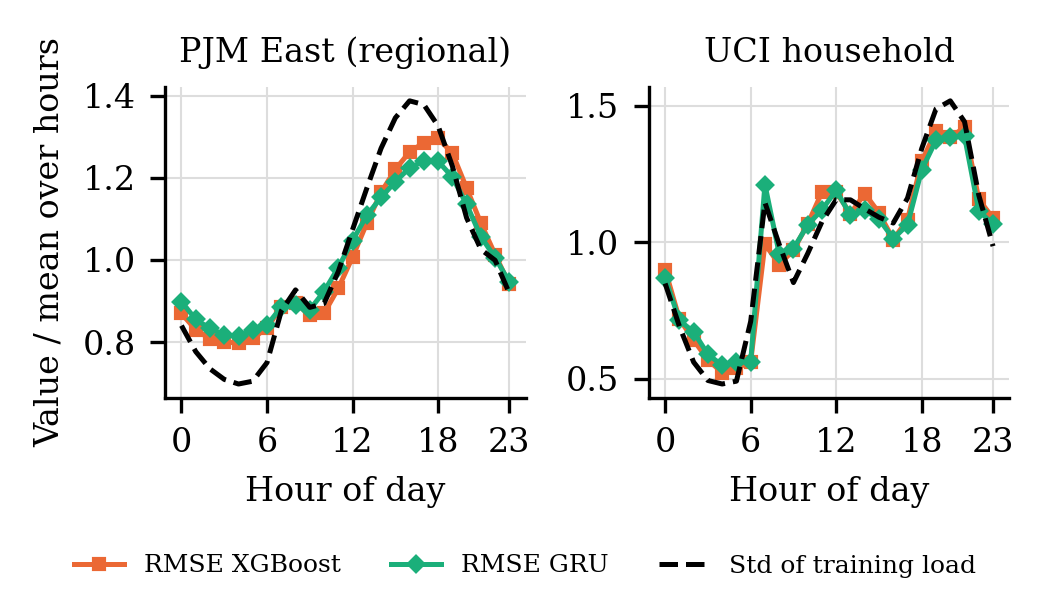 PJM East (regional)
UCI household
Value / mean over hours
1.4
1.2
1.0
0.8
0 6 12 18 23
Hour of day
1.5
1.0
0.5
0 6 12 18 23
Hour of day
RMSE XGBoost
RMSE GRU
Std of training load